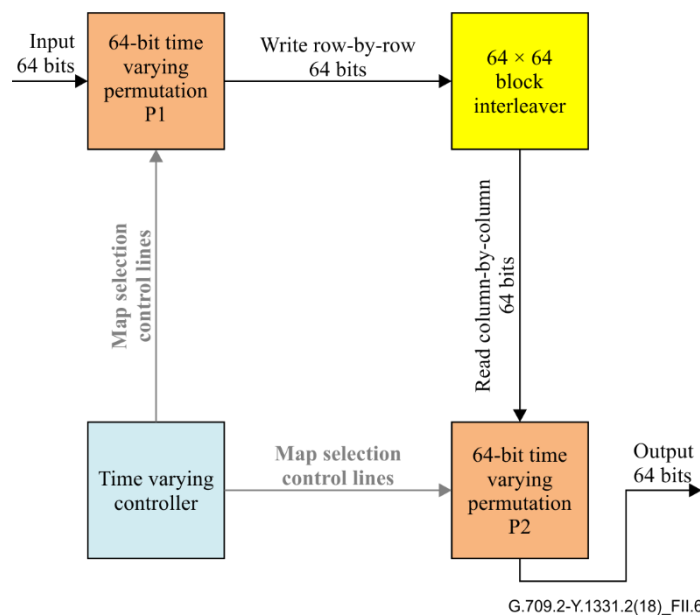 Input
64 bits
64-bit time
varying
permutation
P1
Write row-by-row
64 bits
64 × 64
block
interleaver
Map selection
control lines
Read column-by-column
64 bits
Time varying
controller
Map selection
control lines
64-bit time
varying
permutation
P2
Output
64 bits
G.709.2-Y.1331.2(18)_FII.6